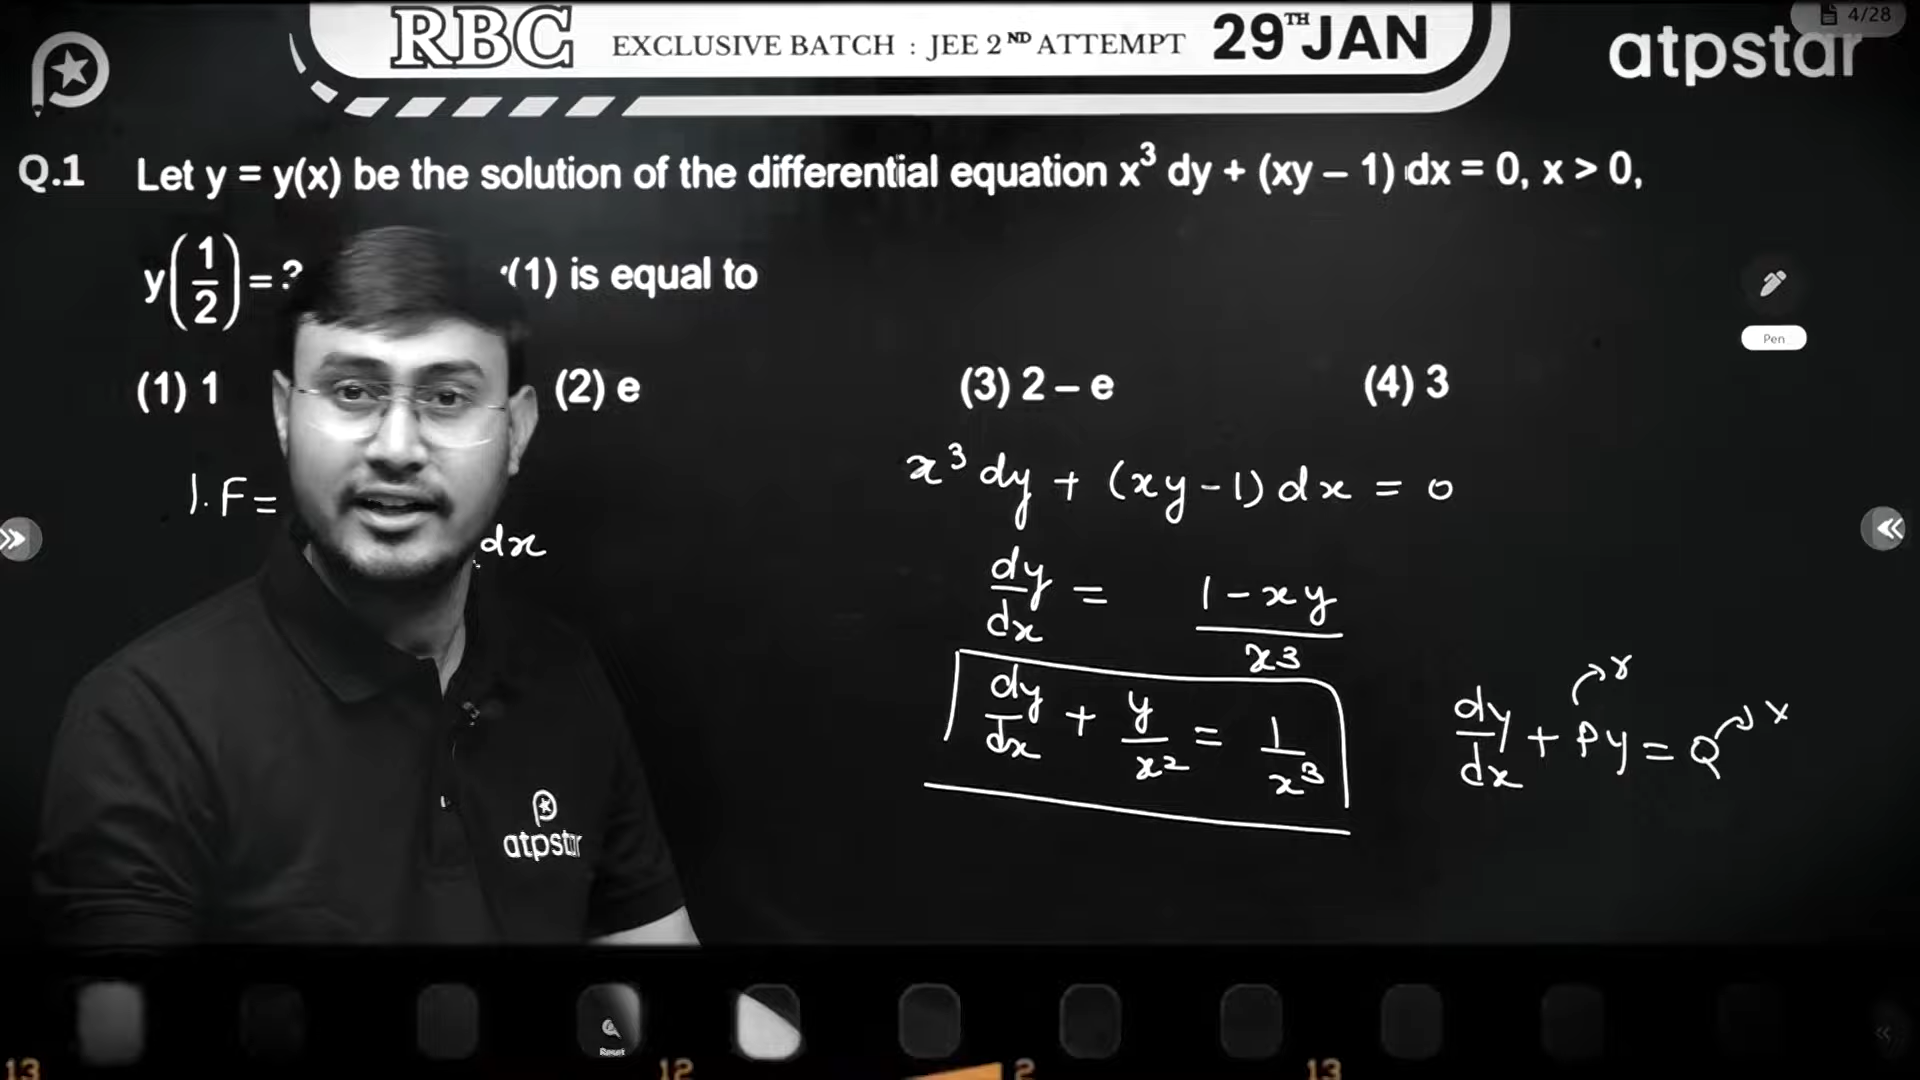 RBC EXCLUSIVE BATCH : JEE 2ND ATTEMPT 29TH JAN
4/28
atpstar
Q.1 Let y = y(x) be the solution of the differential equation x³ dy + (xy – 1) dx = 0, x > 0,
y(1/2) = ? (1) is equal to
Pen
(1) 1 (2) e (3) 2 – e (4) 3
x³ dy + (xy-1) dx = 0
I.F =
dx
dy/dx = 1-xy/x3
dy/dx + y/x2 = 1/x3
dy/dx + Py = Q x
atpstar
Reset
13 12 2 13